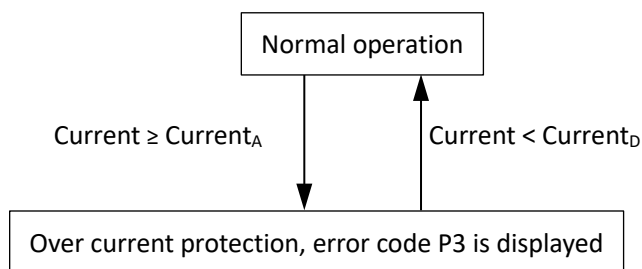 Normal operation
Current ≥ Current_A
Current < Current_D
Over current protection, error code P3 is displayed